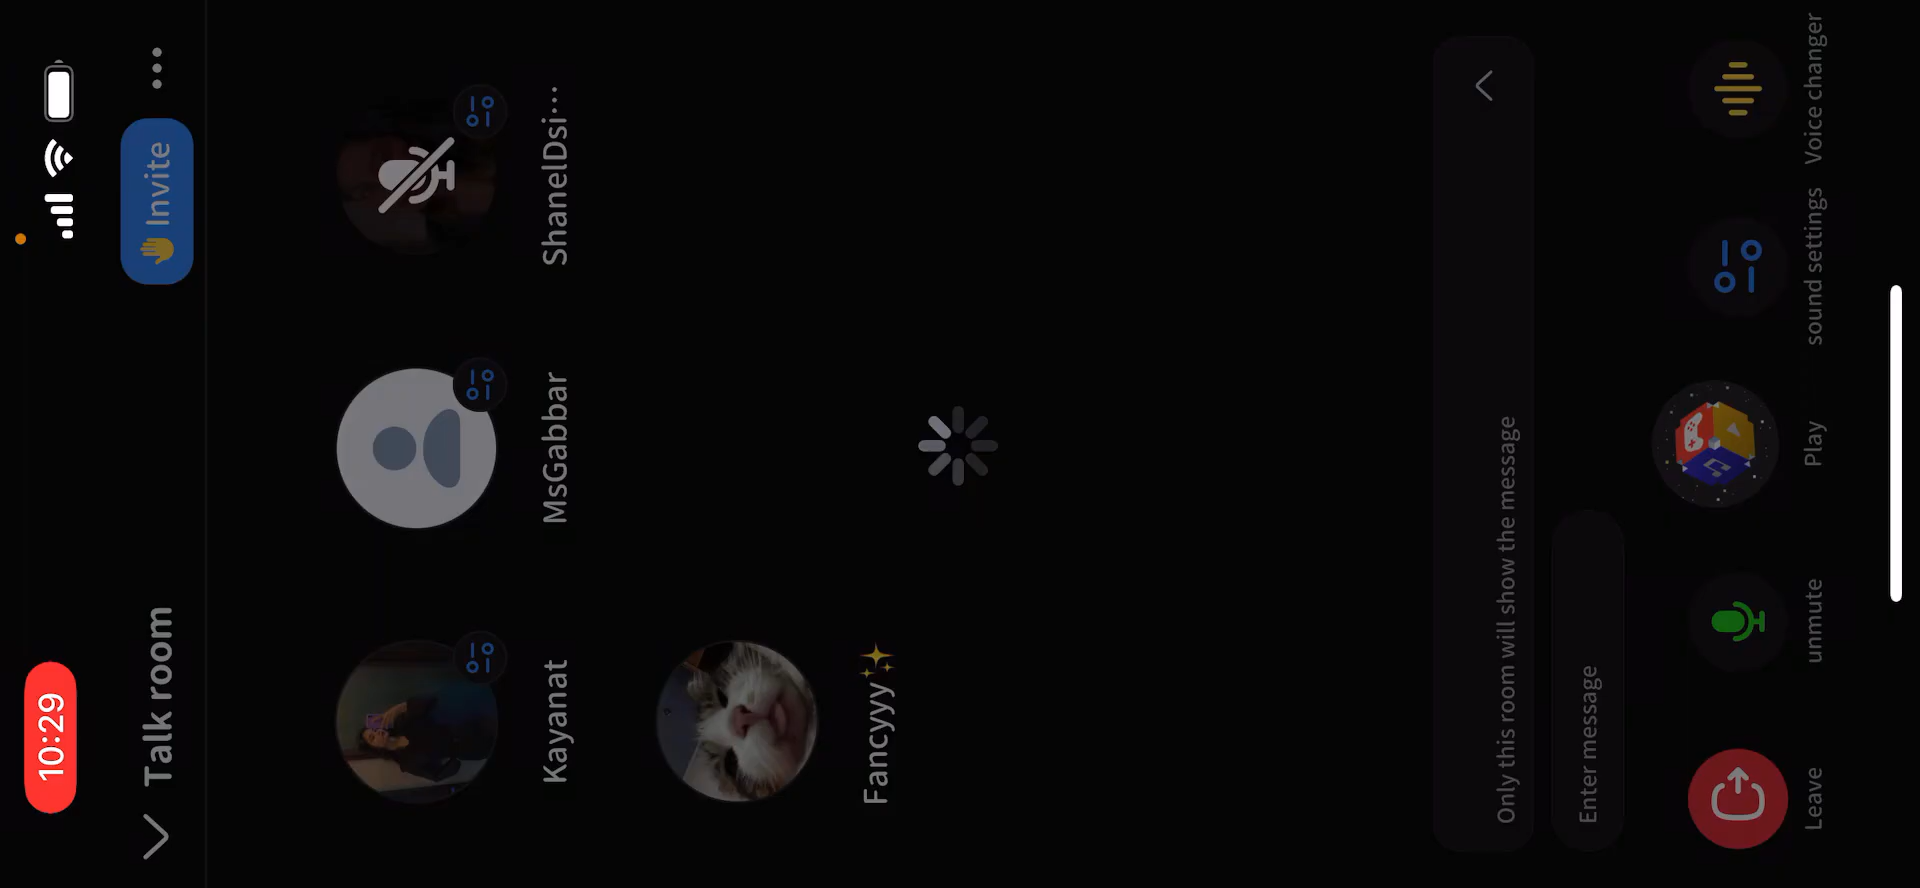 10:29
Talk room
👋 Invite
Kayanat
MsGabbar
ShanelDsi...
Fancyyy✨
Only this room will show the message
Enter message
Leave
unmute
Play
sound settings
Voice changer